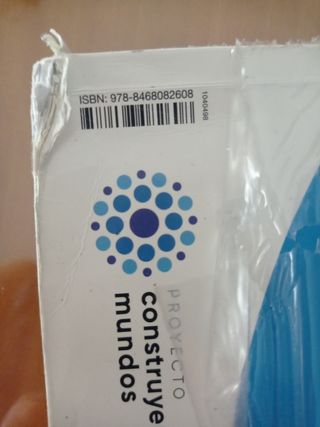 ISBN: 978-8468082608
1040498
PROYECTO
construye
mundos